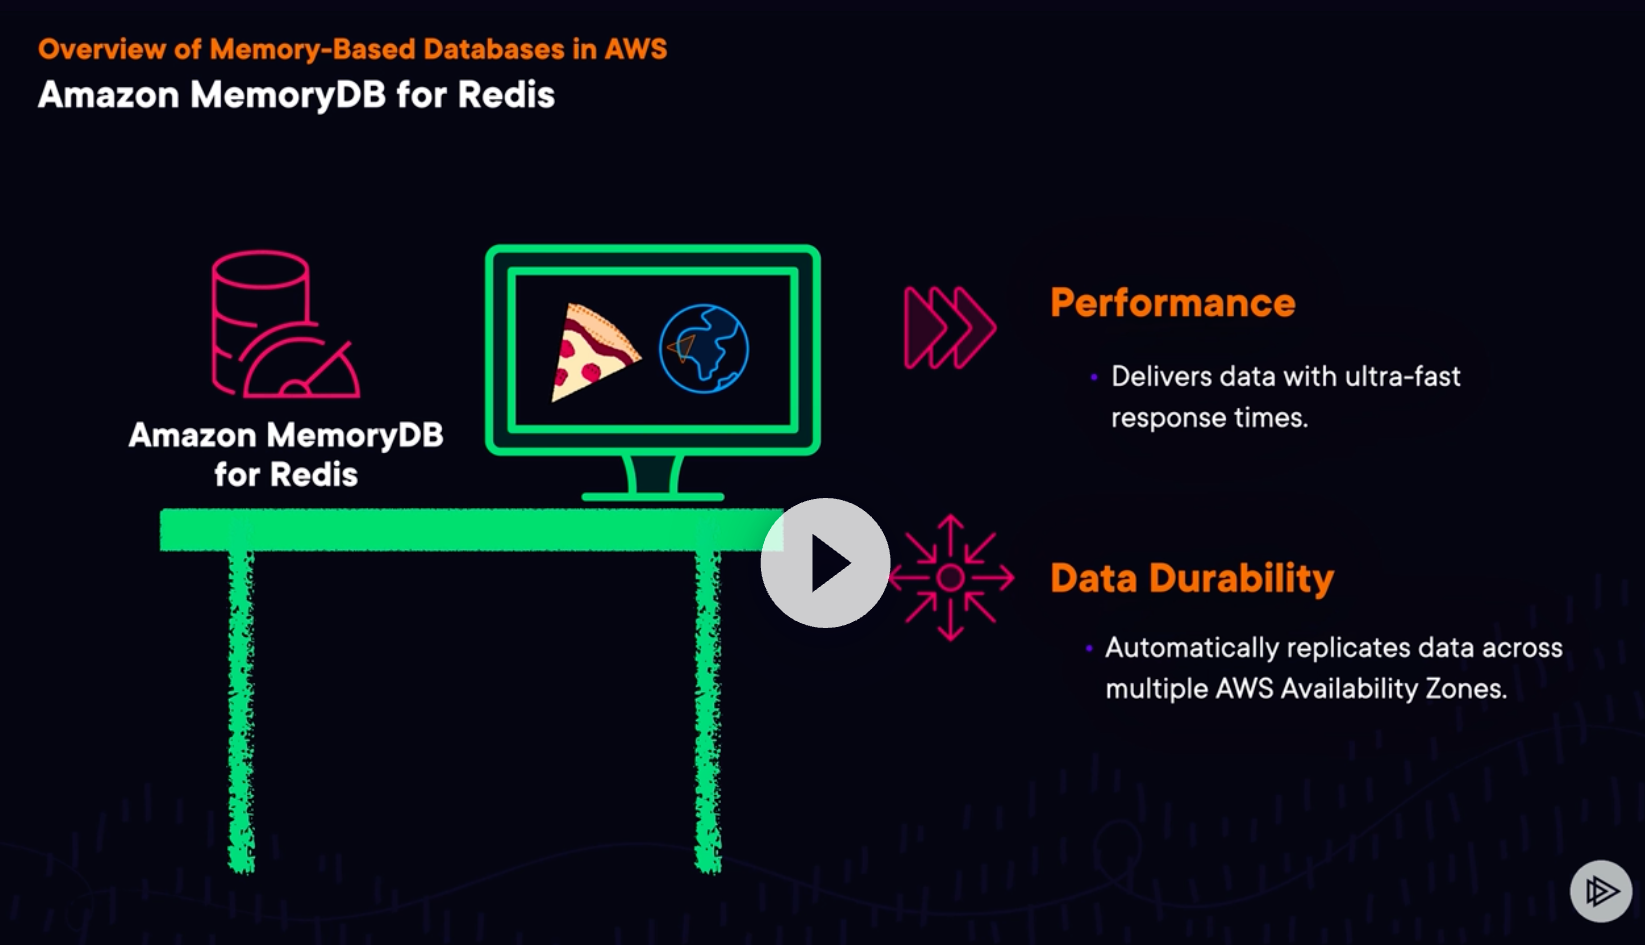 Overview of Memory-Based Databases in AWS
Amazon MemoryDB for Redis
Amazon MemoryDB
for Redis
Performance
• Delivers data with ultra-fast
response times.
Data Durability
• Automatically replicates data across
multiple AWS Availability Zones.